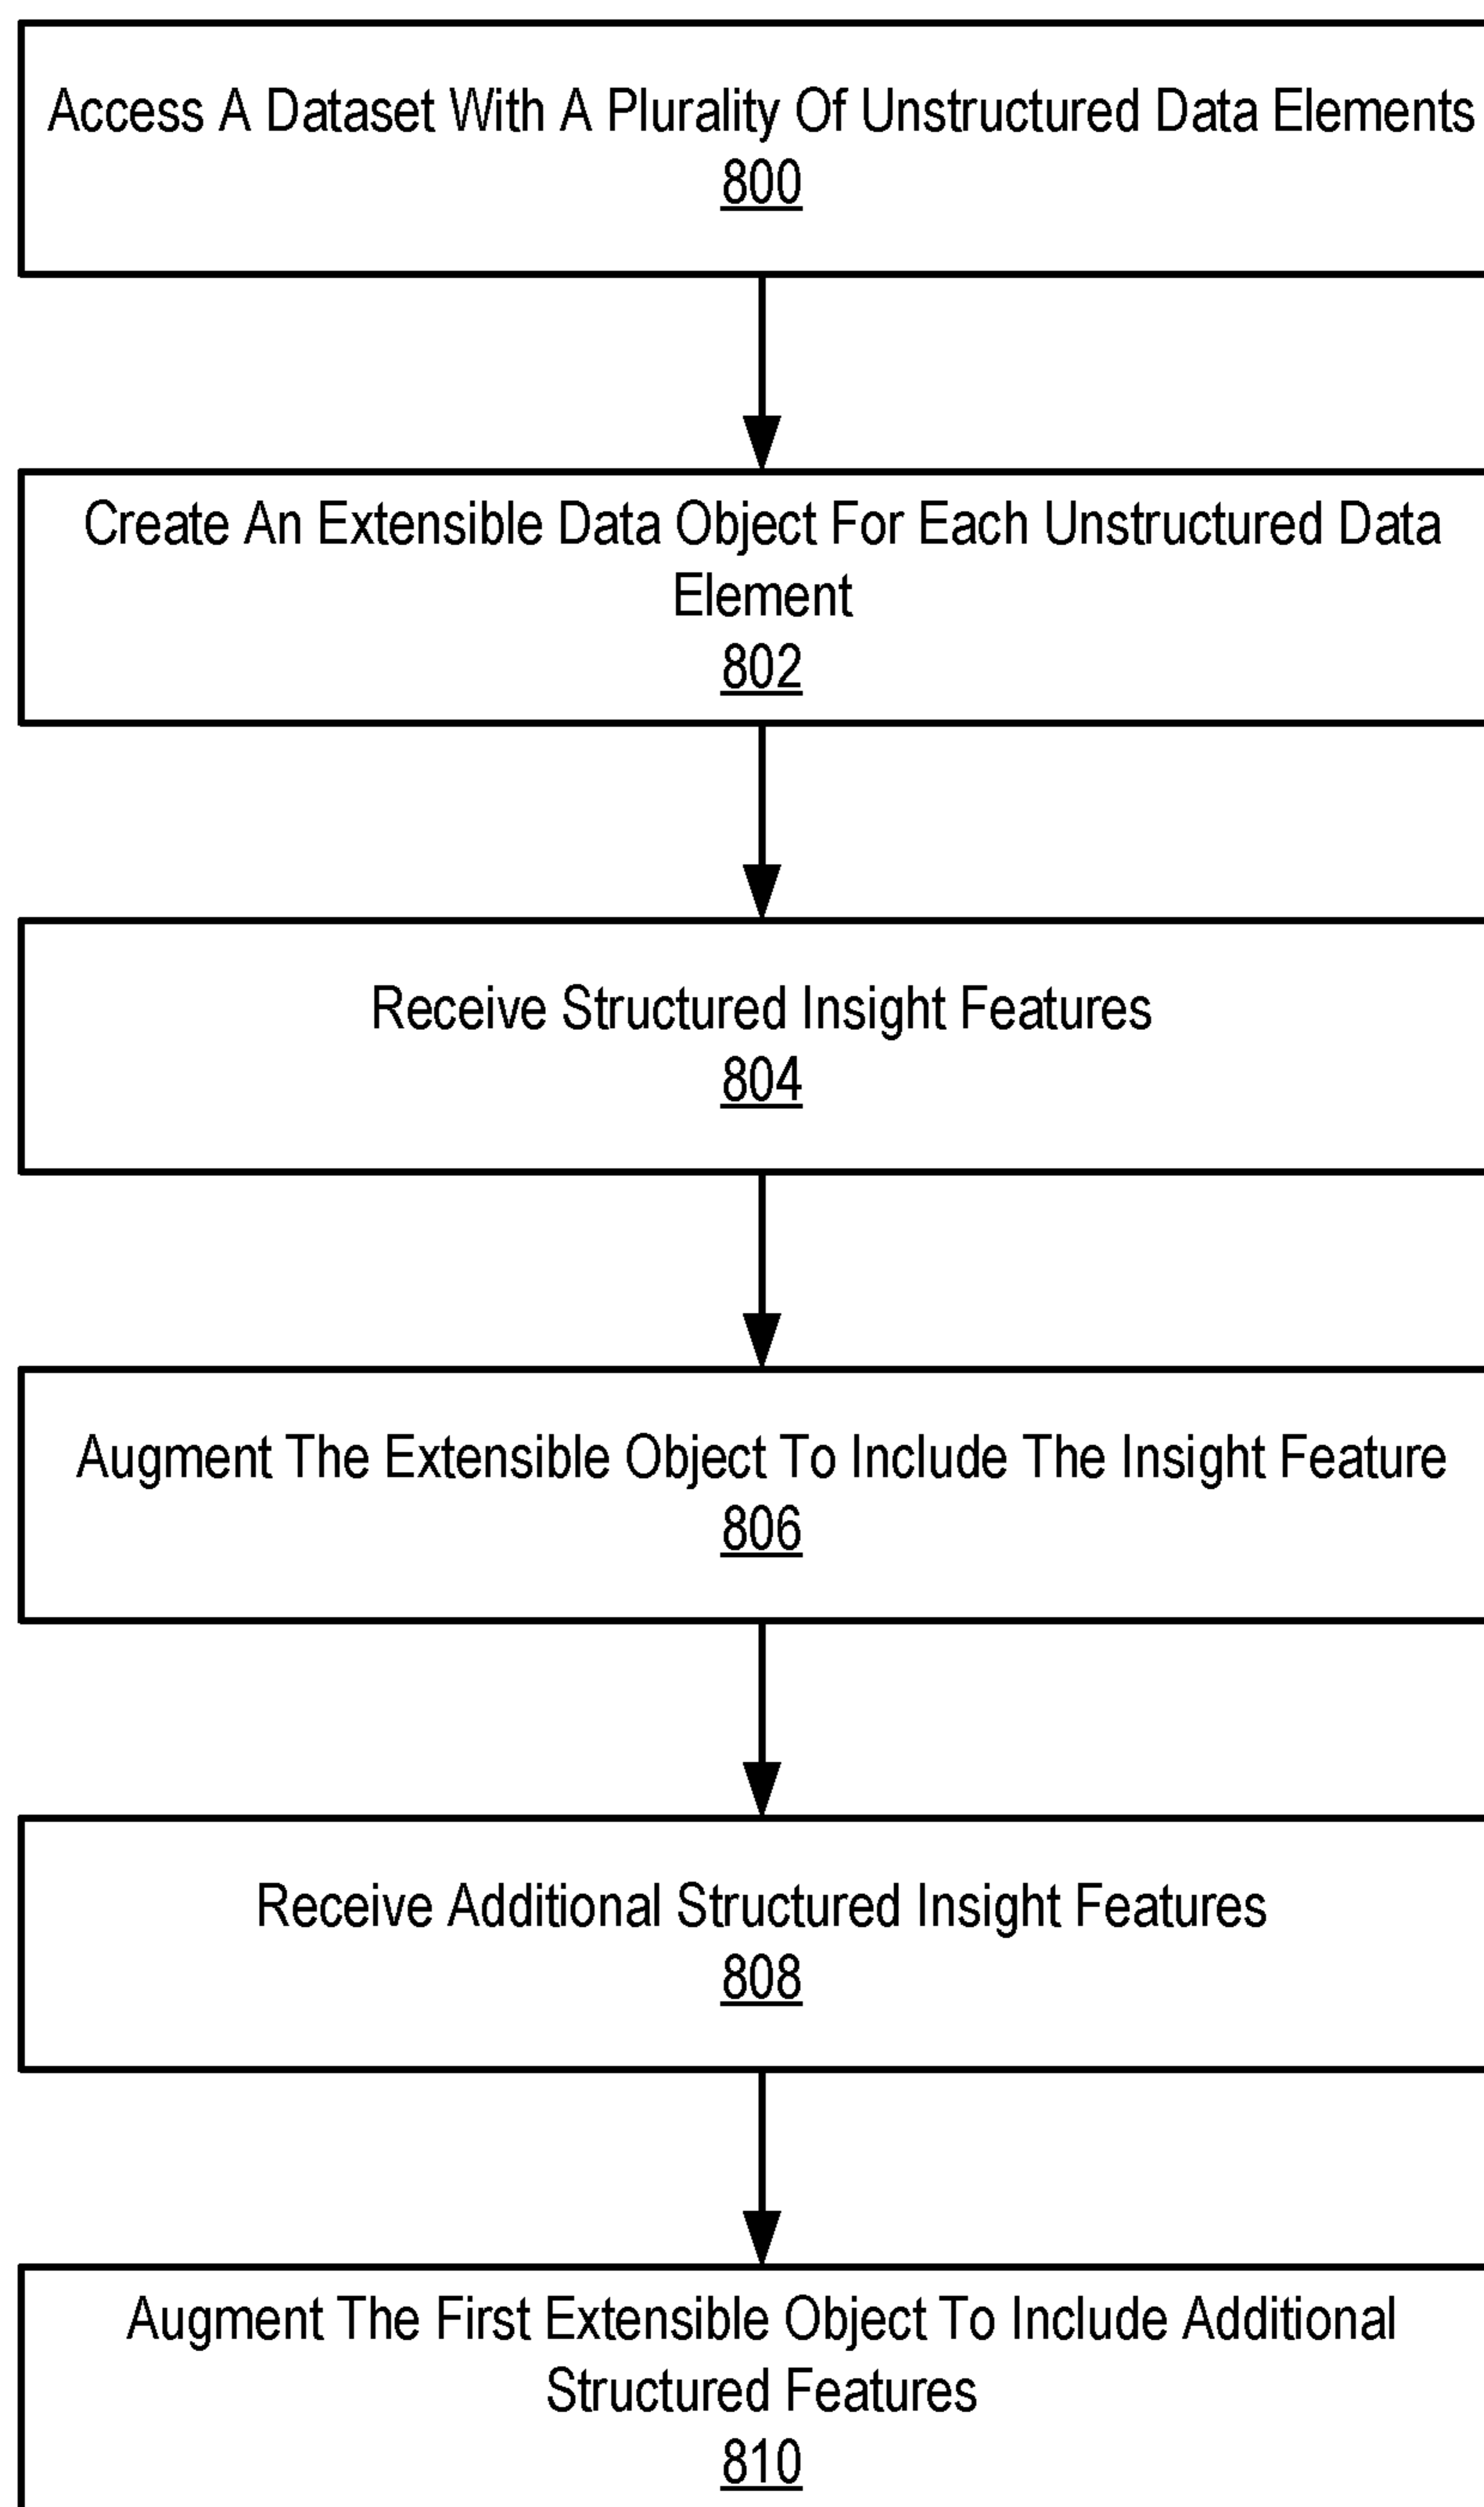 Access A Dataset With A Plurality Of Unstructured Data Elements
800
Create An Extensible Data Object For Each Unstructured Data
Element
802
Receive Structured Insight Features
804
Augment The Extensible Object To Include The Insight Feature
806
Receive Additional Structured Insight Features
808
Augment The First Extensible Object To Include Additional
Structured Features
810